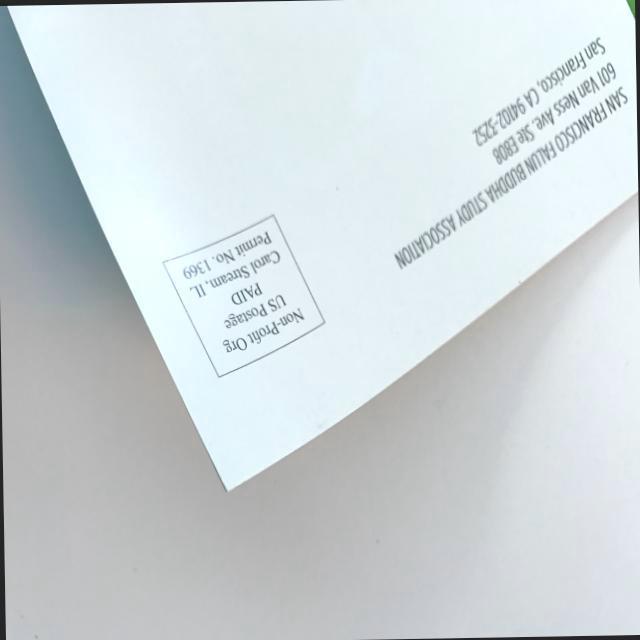 SAN FRANCISCO FALUN BUDDHA STUDY ASSOCIATION
601 Van Ness Ave. Ste E808
San Francisco, CA 94102-3252
Non-Profit Org
US Postage
PAID
Carol Stream, IL
Permit No. 1369